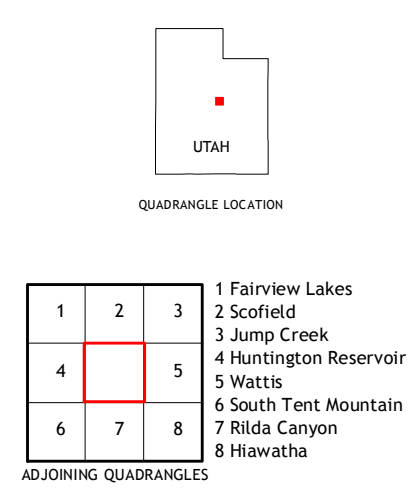 UTAH
QUADRANGLE LOCATION
1 2 3
4 5
6 7 8
1 Fairview Lakes
2 Scofield
3 Jump Creek
4 Huntington Reservoir
5 Wattis
6 South Tent Mountain
7 Rilda Canyon
8 Hiawatha
ADJOINING QUADRANGLES